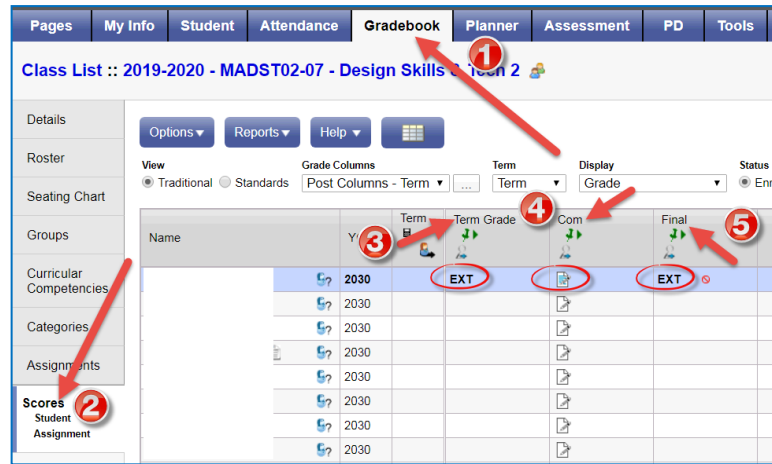 Pages My Info Student Attendance Gradebook Planner Assessment PD Tools
1
Class List :: 2019-2020 - MADST02-07 - Design Skills & Tech 2
Details
Roster
Seating Chart
Groups
Curricular
Competencies
Categories
Assignments
Scores
Student
Assignment
2
Options Reports Help
View Grade Columns Term Display Status
Traditional Standards Post Columns - Term ... Term Grade
3 4 5
Name Term Term Grade Com Final
? 2030 EXT EXT
? 2030
? 2030
? 2030
? 2030
? 2030
? 2030
? 2030